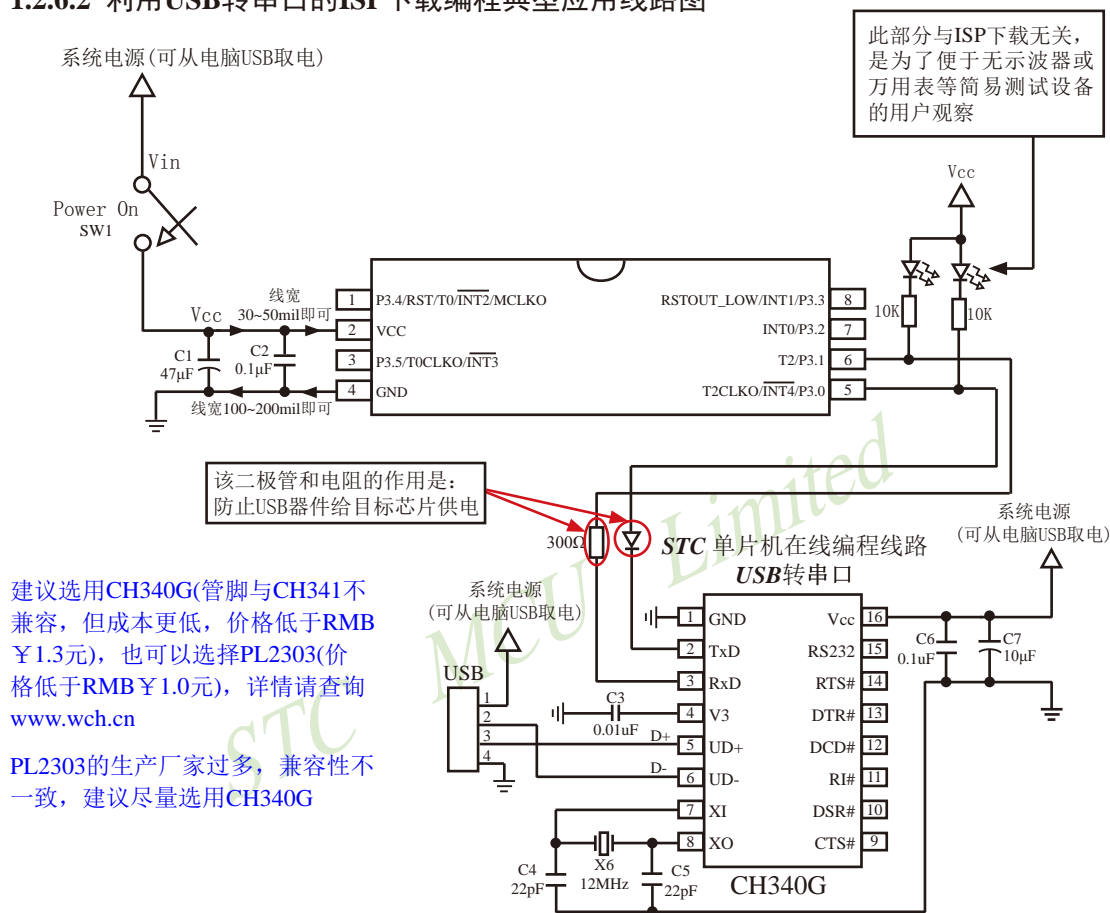 1.2.6.2 利用USB转串口的ISP下载编程典型应用线路图
此部分与ISP下载无关，
是为了便于无示波器或
万用表等简易测试设备
的用户观察
系统电源(可从电脑USB取电)
Vin
Power On
SW1
Vcc
Vcc
线宽
30~50mil即可
C1
47μF
C2
0.1μF
线宽100~200mil即可
1 P3.4/RST/T0/INT2/MCLKO
2 VCC
3 P3.5/T0CLKO/INT3
4 GND
RSTOUT_LOW/INT1/P3.3 8
INT0/P3.2 7
T2/P3.1 6
T2CLKO/INT4/P3.0 5
10K
10K
该二极管和电阻的作用是：
防止USB器件给目标芯片供电
300Ω
STC 单片机在线编程线路
USB转串口
系统电源
(可从电脑USB取电)
建议选用CH340G(管脚与CH341不
兼容，但成本更低，价格低于RMB
￥1.3元)，也可以选择PL2303(价
格低于RMB￥1.0元)，详情请查询
www.wch.cn
PL2303的生产厂家过多，兼容性不
一致，建议尽量选用CH340G
系统电源
(可从电脑USB取电)
USB
1
2
3
4
C3
0.01uF
D+
D-
1 GND
2 TxD
3 RxD
4 V3
5 UD+
6 UD-
7 XI
8 XO
Vcc 16
RS232 15
RTS# 14
DTR# 13
DCD# 12
RI# 11
DSR# 10
CTS# 9
C6
0.1uF
C7
10μF
C4
22pF
X6
12MHz
C5
22pF
CH340G
STC MCU Limited